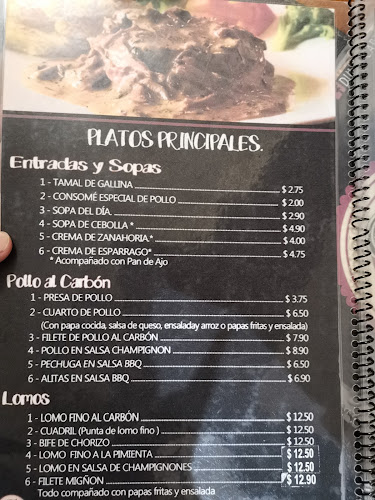 PLATOS PRINCIPALES.
Entradas y Sopas
1 - TAMAL DE GALLINA $ 2.75
2 - CONSOMÉ ESPECIAL DE POLLO $ 2.00
3 - SOPA DEL DÍA. $ 2.90
4 - SOPA DE CEBOLLA * $ 4.90
5 - CREMA DE ZANAHORIA.* $ 4.00
6 - CREMA DE ESPARRAGO* $ 4.75
* Acompañado con Pan de Ajo
Pollo al Carbón
1 - PRESA DE POLLO $ 3.75
2 - CUARTO DE POLLO $ 6.50
(Con papa cocida, salsa de queso, ensaladay arroz o papas fritas y ensalada)
3 - FILETE DE POLLO AL CARBÓN $ 7.90
4 - POLLO EN SALSA CHAMPIGNON $ 8.90
5 - PECHUGA EN SALSA BBQ $ 6.50
6 - ALITAS EN SALSA BBQ $ 6.90
Lomos
1 - LOMO FINO AL CARBÓN $ 12.50
2 - CUADRIL (Punta de lomo fino ) $ 12.50
3 - BIFE DE CHORIZO $ 12.50
4 - LOMO FINO A LA PIMIENTA $ 12.50
5 - LOMO EN SALSA DE CHAMPIGNONES $ 12.50
6 - FILETE MIGÑON $ 12.90
Todo compañado con papas fritas y ensalada